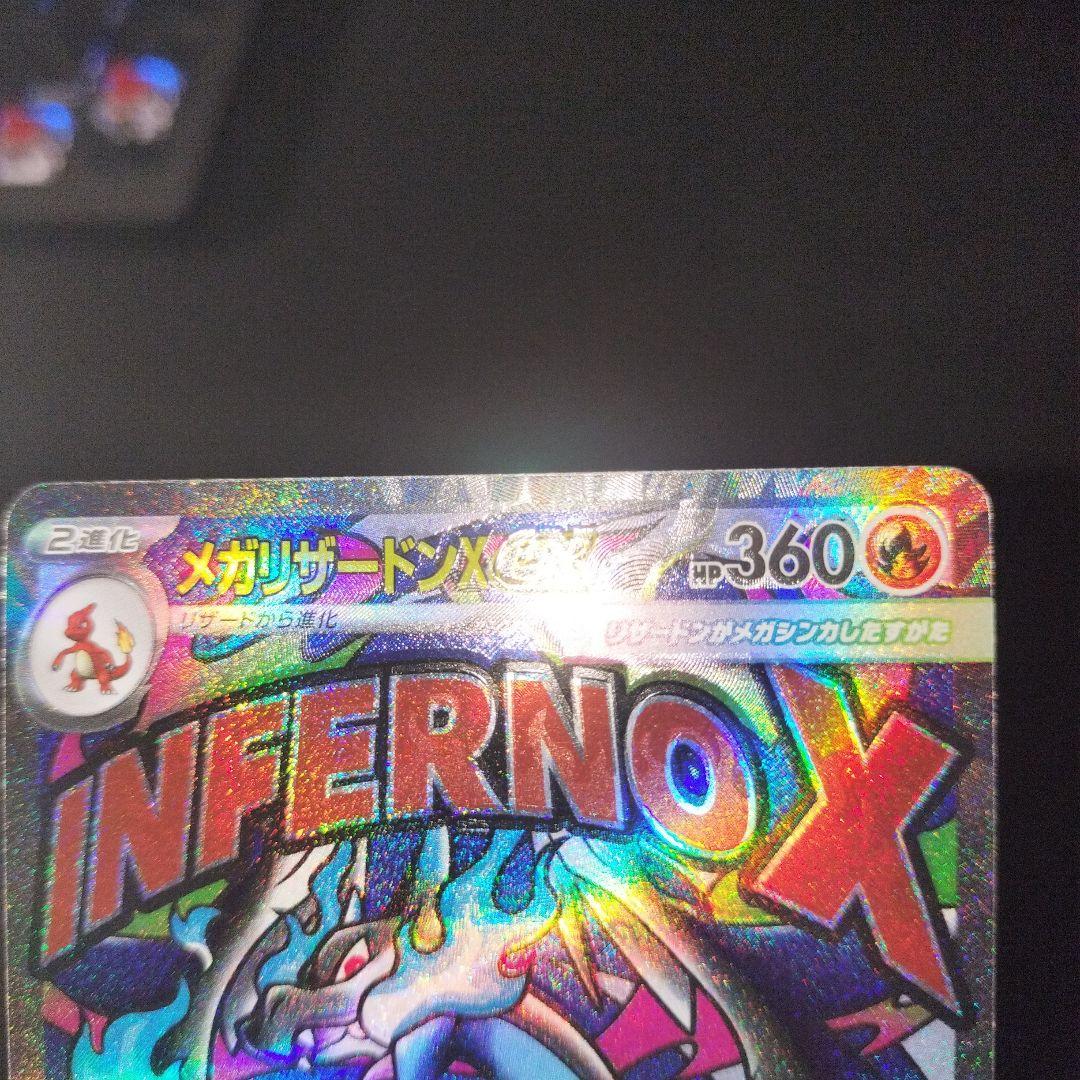 2進化 メガリザードンX ex HP360
リザードから進化 リザードンがメガシンカしたすがた
INFERNO X